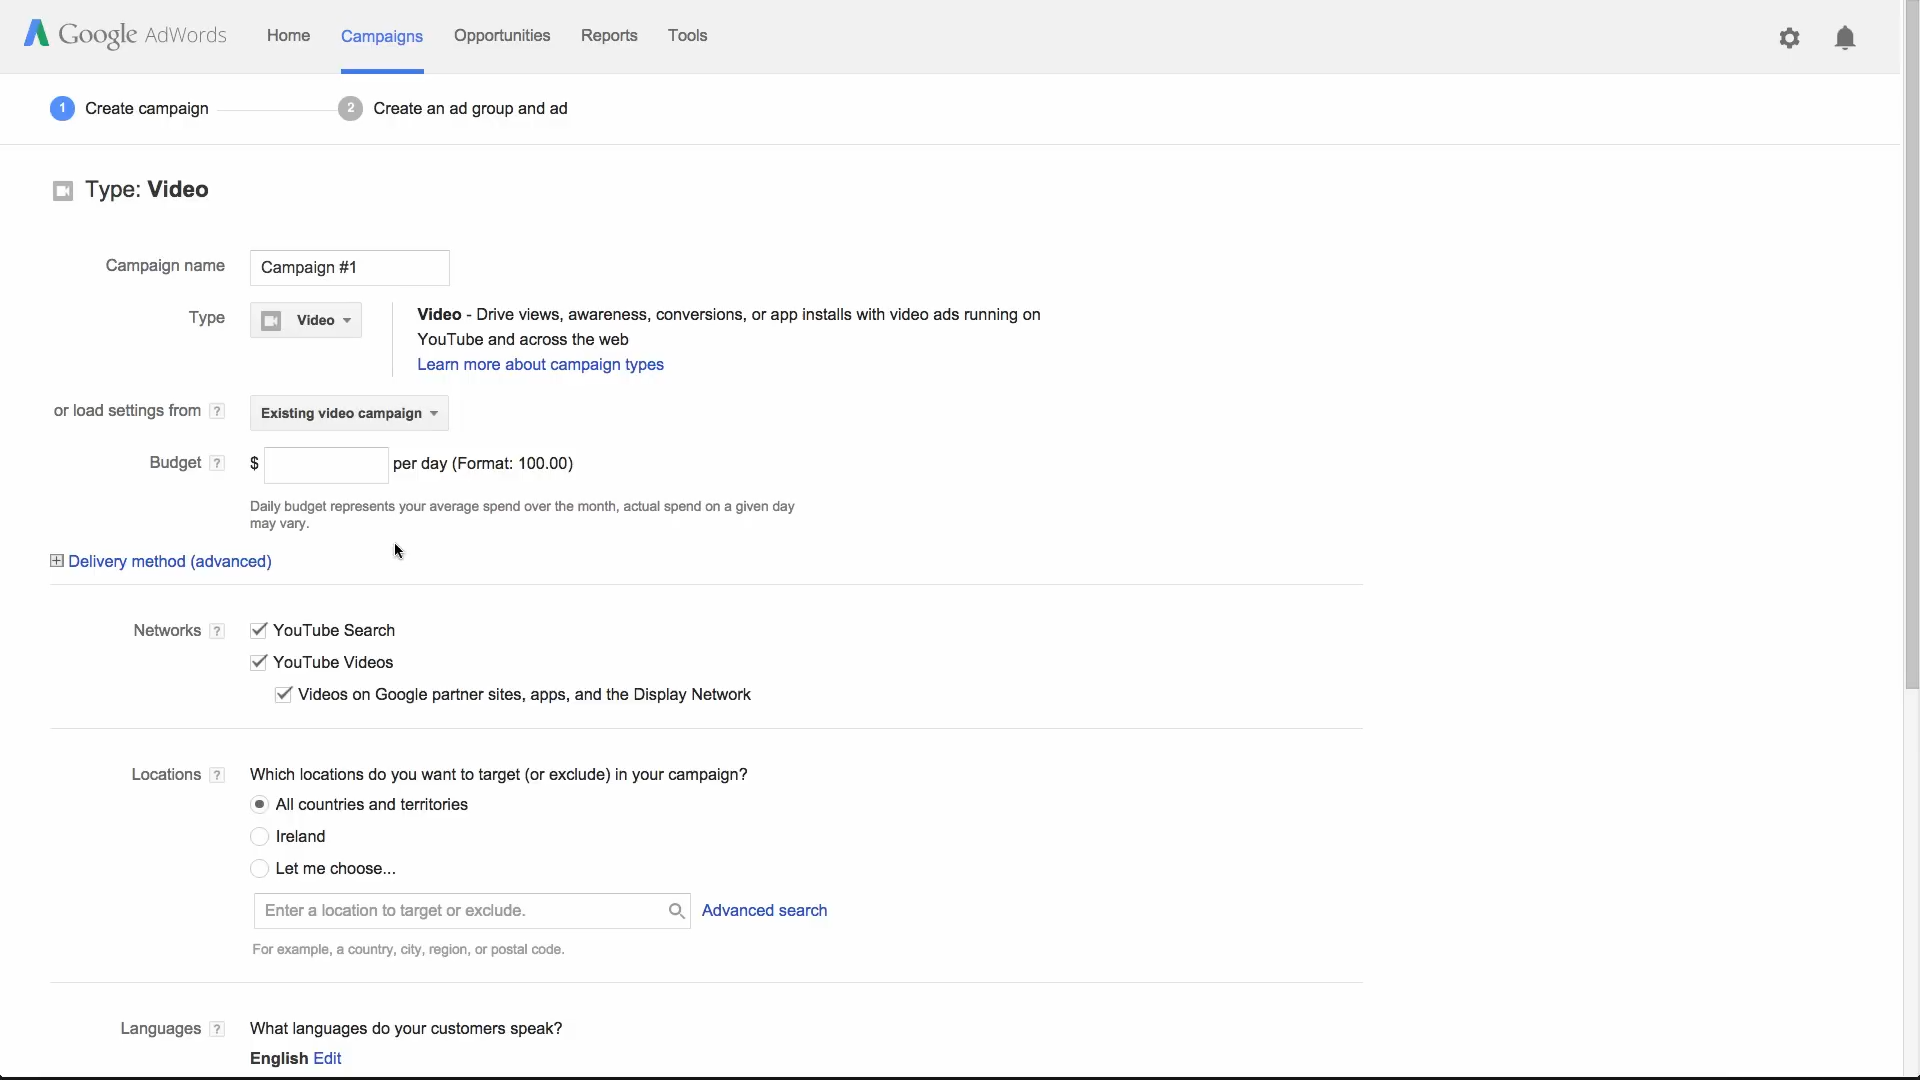 Google AdWords Home Campaigns Opportunities Reports Tools
1 Create campaign 2 Create an ad group and ad
Type: Video
Campaign name Campaign #1
Type Video
Video - Drive views, awareness, conversions, or app installs with video ads running on
YouTube and across the web
Learn more about campaign types
or load settings from ? Existing video campaign
Budget ? $ per day (Format: 100.00)
Daily budget represents your average spend over the month, actual spend on a given day
may vary.
Delivery method (advanced)
Networks ? YouTube Search
YouTube Videos
Videos on Google partner sites, apps, and the Display Network
Locations ? Which locations do you want to target (or exclude) in your campaign?
All countries and territories
Ireland
Let me choose...
Enter a location to target or exclude. Advanced search
For example, a country, city, region, or postal code.
Languages ? What languages do your customers speak?
English Edit